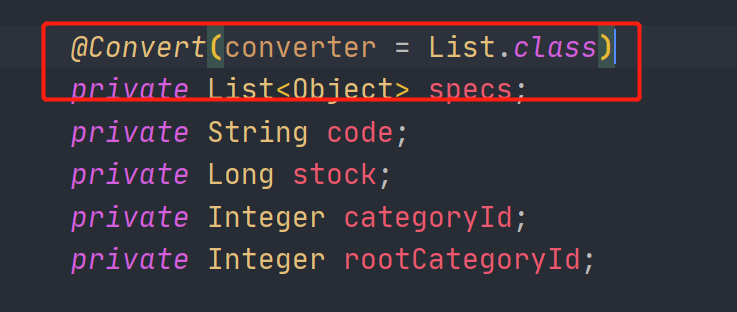 @Convert(converter = List.class)
private List<Object> specs;
private String code;
private Long stock;
private Integer categoryId;
private Integer rootCategoryId;